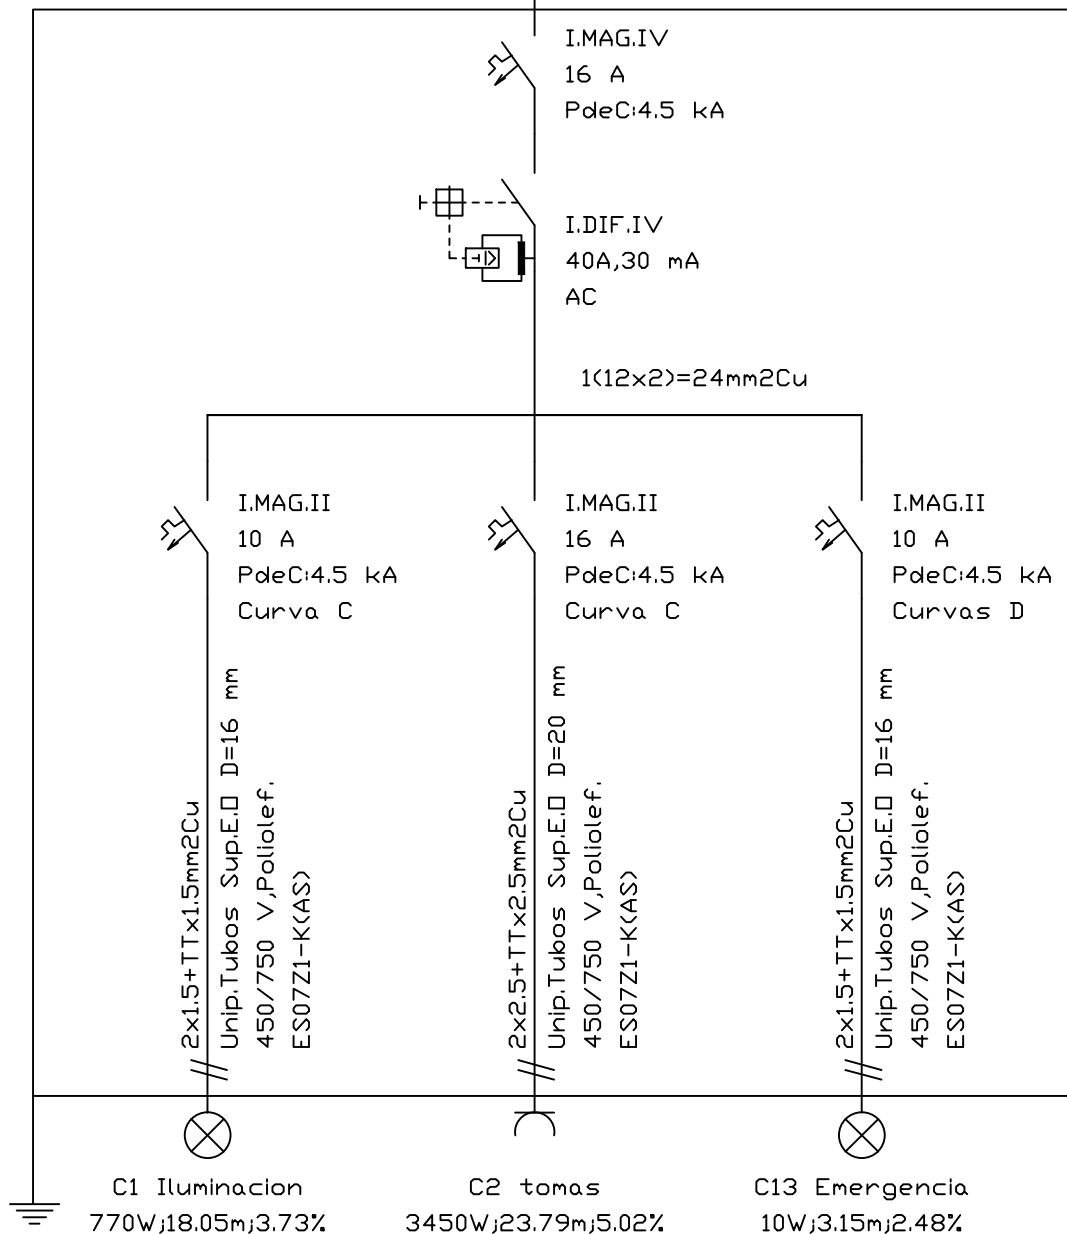 I.MAG.IV
16 A
PdeC:4.5 kA
I.DIF.IV
40A,30 mA
AC
1(12x2)=24mm2Cu
I.MAG.II
10 A
PdeC:4.5 kA
Curva C
I.MAG.II
16 A
PdeC:4.5 kA
Curva C
I.MAG.II
10 A
PdeC:4.5 kA
Curvas D
2x1.5+TTx1.5mm2Cu
Unip.Tubos Sup.E.□ D=16 mm
450/750 V,Poliolef.
ES07Z1-K(AS)
2x2.5+TTx2.5mm2Cu
Unip.Tubos Sup.E.□ D=20 mm
450/750 V,Poliolef.
ES07Z1-K(AS)
2x1.5+TTx1.5mm2Cu
Unip.Tubos Sup.E.□ D=16 mm
450/750 V,Poliolef.
ES07Z1-K(AS)
C1 Iluminacion
770W;18.05m;3.73%
C2 tomas
3450W;23.79m;5.02%
C13 Emergencia
10W;3.15m;2.48%